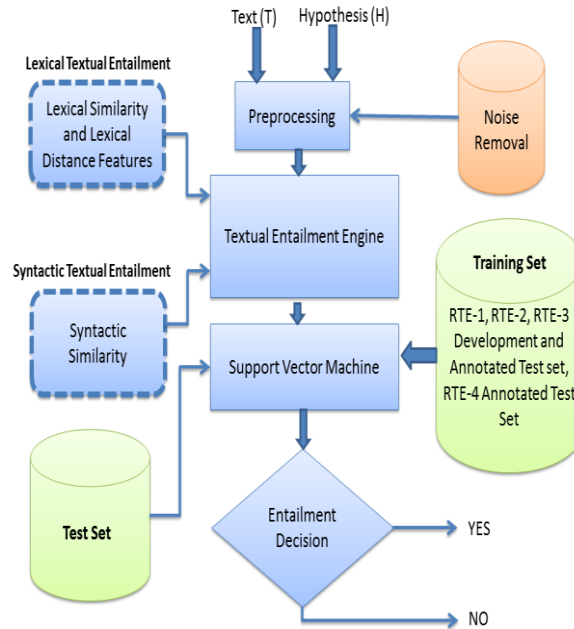 Text (T)
Hypothesis (H)
Lexical Textual Entailment
Lexical Similarity
and Lexical
Distance Features
Preprocessing
Noise
Removal
Textual Entailment Engine
Training Set
RTE-1, RTE-2, RTE-3
Development and
Annotated Test set,
RTE-4 Annotated Test
Set
Syntactic Textual Entailment
Syntactic
Similarity
Support Vector Machine
Test Set
Entailment
Decision
YES
NO